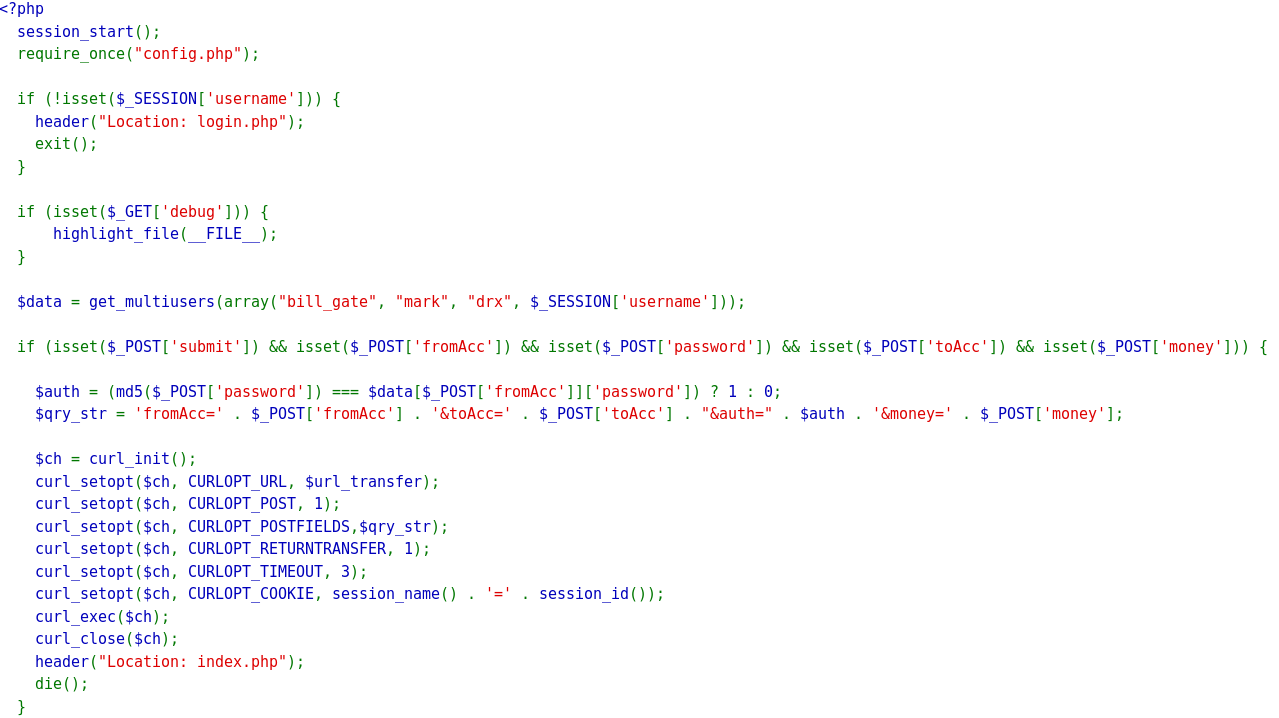 <?php
  session_start();
  require_once("config.php");

  if (!isset($_SESSION['username'])) {
    header("Location: login.php");
    exit();
  }

  if (isset($_GET['debug'])) {
      highlight_file(__FILE__);
  }

  $data = get_multiusers(array("bill_gate", "mark", "drx", $_SESSION['username']));

  if (isset($_POST['submit']) && isset($_POST['fromAcc']) && isset($_POST['password']) && isset($_POST['toAcc']) && isset($_POST['money'])) {

    $auth = (md5($_POST['password']) === $data[$_POST['fromAcc']]['password']) ? 1 : 0;
    $qry_str = 'fromAcc=' . $_POST['fromAcc'] . '&toAcc=' . $_POST['toAcc'] . "&auth=" . $auth . '&money=' . $_POST['money'];

    $ch = curl_init();
    curl_setopt($ch, CURLOPT_URL, $url_transfer);
    curl_setopt($ch, CURLOPT_POST, 1);
    curl_setopt($ch, CURLOPT_POSTFIELDS,$qry_str);
    curl_setopt($ch, CURLOPT_RETURNTRANSFER, 1);
    curl_setopt($ch, CURLOPT_TIMEOUT, 3);
    curl_setopt($ch, CURLOPT_COOKIE, session_name() . '=' . session_id());
    curl_exec($ch);
    curl_close($ch);
    header("Location: index.php");
    die();
  }